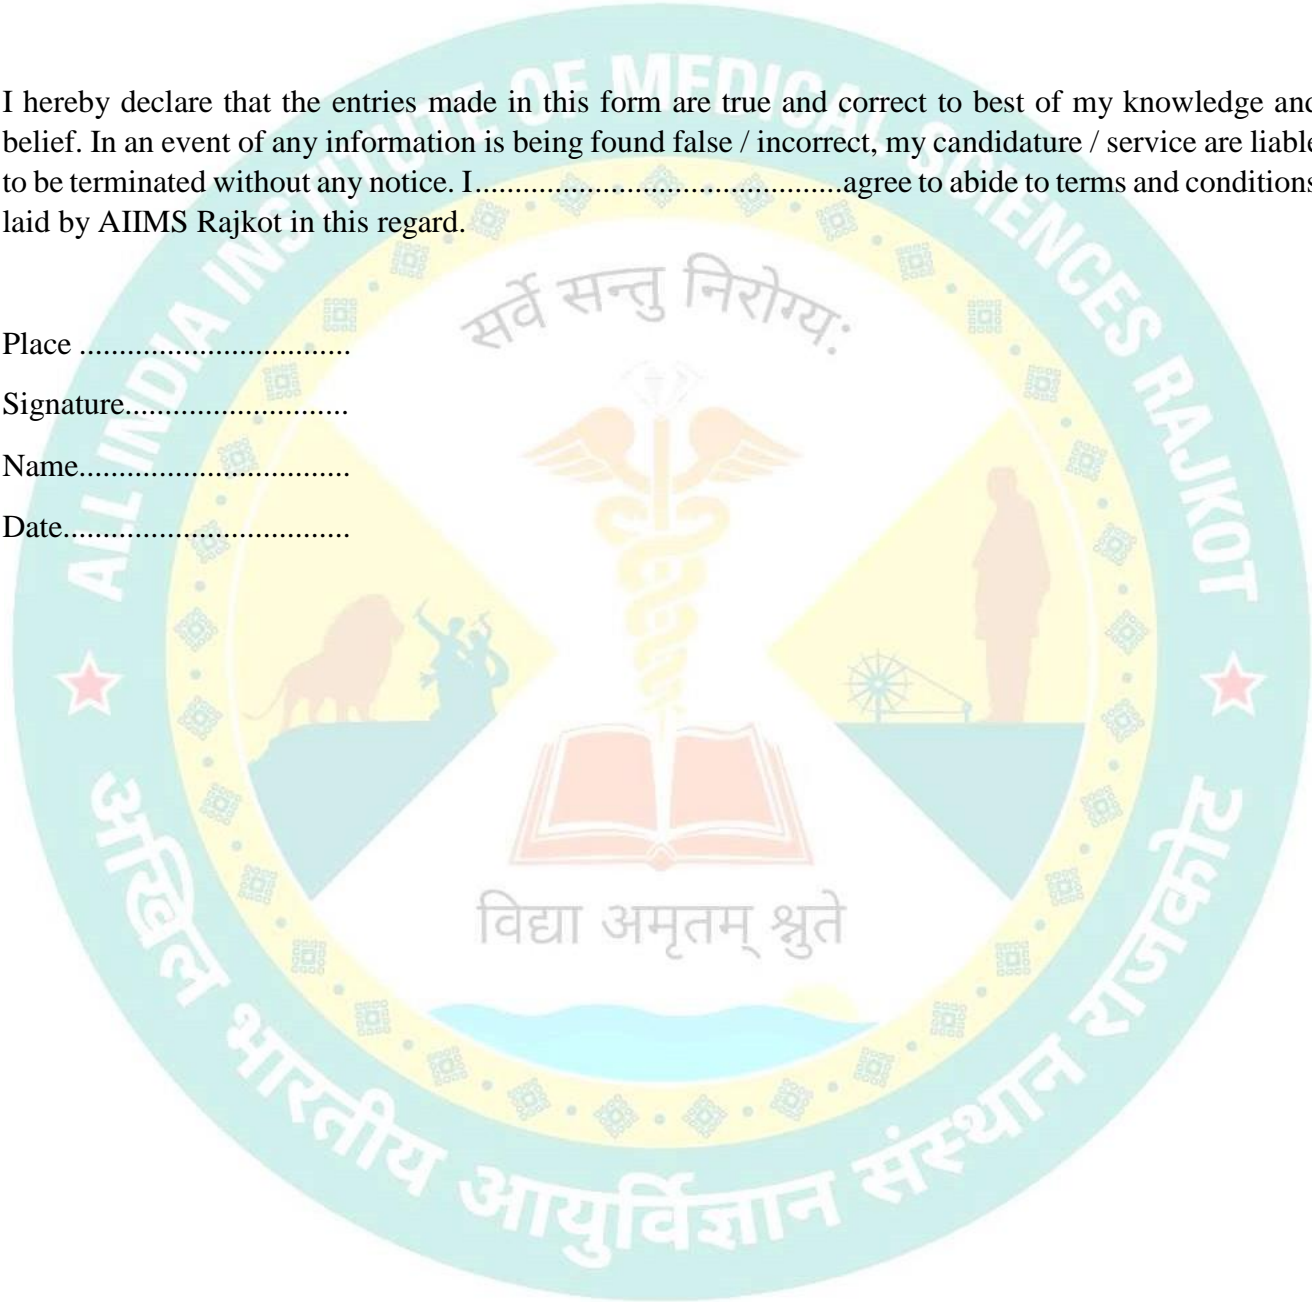 I hereby declare that the entries made in this form are true and correct to best of my knowledge and
belief. In an event of any information is being found false / incorrect, my candidature / service are liable
to be terminated without any notice. I..............................................agree to abide to terms and conditions
laid by AIIMS Rajkot in this regard.
Place ..................................
Signature............................
Name..................................
Date....................................
ALL INDIA INSTITUTE OF MEDICAL SCIENCES RAJKOT
सर्वे सन्तु निरोग्यः
विद्या अमृतम् श्नुते
अखिल भारतीय आयुर्विज्ञान संस्थान राजकोट